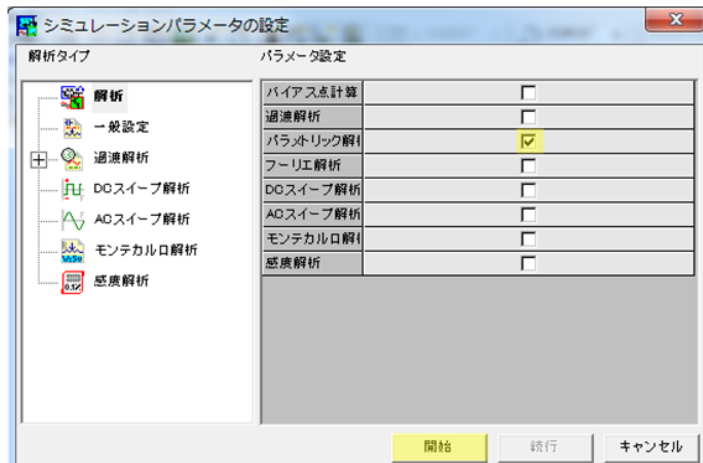 シミュレーションパラメータの設定
解析タイプ
パラメータ設定
解析
一般設定
過渡解析
DCスイープ解析
ACスイープ解析
モンテカルロ解析
感度解析
バイアス点計算
過渡解析
パラメトリック解
フーリエ解析
DCスイープ解析
ACスイープ解析
モンテカルロ解
感度解析
開始
続行
キャンセル